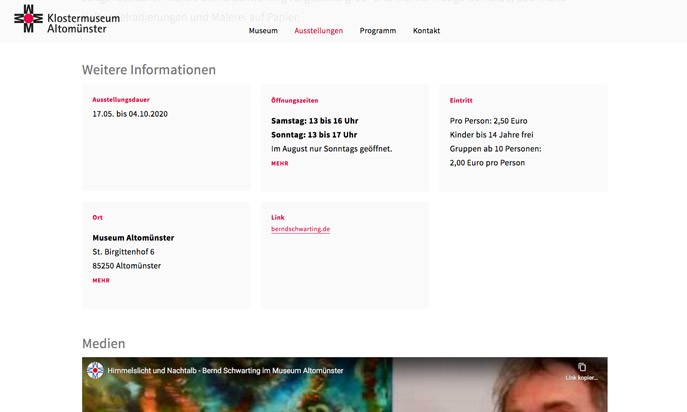 Klostermuseum
Altomünster
Museum
Ausstellungen
Programm
Kontakt
adierungen und Malerei auf Papier.
Weitere Informationen
Ausstellungsdauer
17.05. bis 04.10.2020
Öffnungszeiten
Samstag: 13 bis 16 Uhr
Sonntag: 13 bis 17 Uhr
Im August nur Sonntags geöffnet.
MEHR
Eintritt
Pro Person: 2,50 Euro
Kinder bis 14 Jahre frei
Gruppen ab 10 Personen:
2,00 Euro pro Person
Ort
Museum Altomünster
St. Birgittenhof 6
85250 Altomünster
MEHR
Link
berndschwarting.de
Medien
Himmelslicht und Nachtalb - Bernd Schwarting im Museum Altomünster
Link kopier...